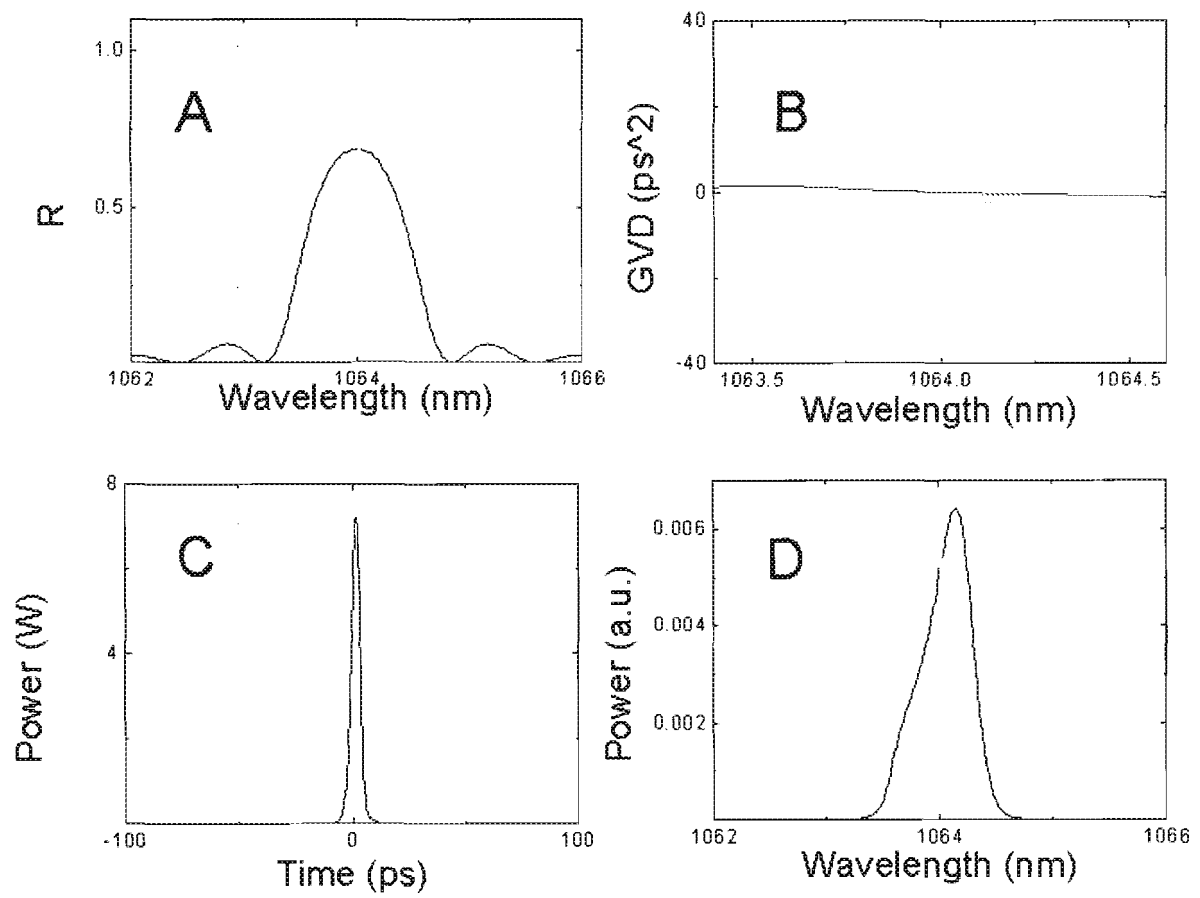 1.0
A
R
0.5
1062
1064
1066
Wavelength (nm)
40
B
GVD (ps^2)
0
-40
1063.5
1064.0
1064.5
Wavelength (nm)
8
C
Power (W)
4
-100
0
100
Time (ps)
0.006
D
Power (a.u.)
0.004
0.002
1062
1064
1066
Wavelength (nm)